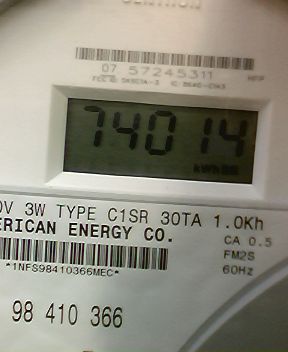 CENTRON
07 57245311
74014
0V 3W TYPE C1SR 30TA 1.0Kh
ERICAN ENERGY CO.
CA 0.5
*1NFS98410366MEC*
FM2S
60Hz
98 410 366